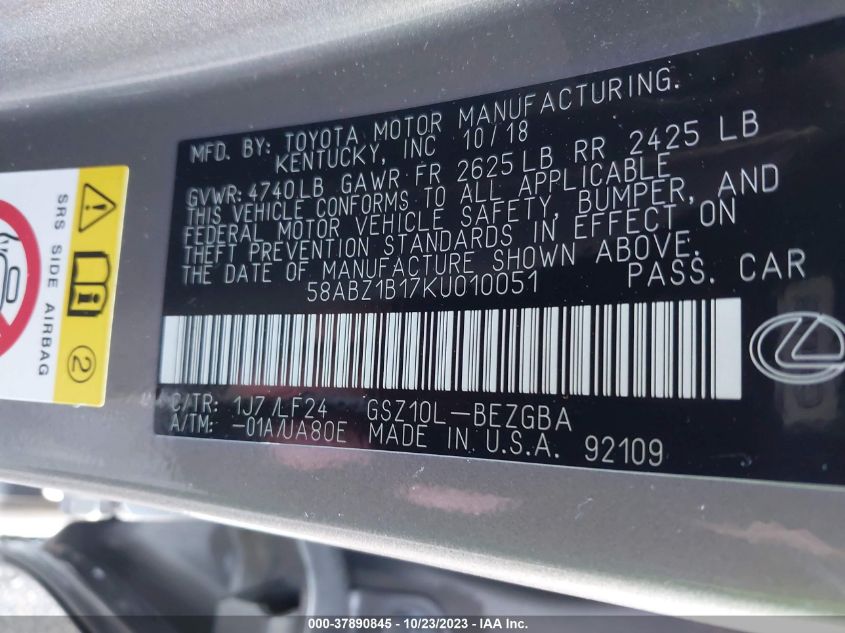 MFD. BY: TOYOTA MOTOR MANUFACTURING.
KENTUCKY, INC 10/18
GVWR: 4740LB GAWR FR 2625LB RR 2425 LB
THIS VEHICLE CONFORMS TO ALL APPLICABLE
FEDERAL MOTOR VEHICLE SAFETY, BUMPER, AND
THEFT PREVENTION STANDARDS IN EFFECT ON
THE DATE OF MANUFACTURE SHOWN ABOVE.
58ABZ1B17KU010051 PASS. CAR
C/TR: 1J7 /LF24 GSZ10L-BEZGBA
A/TM: -01A/UA80E MADE IN U.S.A. 92109
SRS SIDE AIRBAG
2
000-37890845 - 10/23/2023 - IAA Inc.